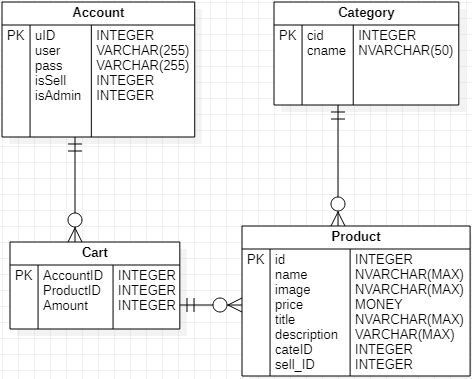 Account
PK uID INTEGER
user VARCHAR(255)
pass VARCHAR(255)
isSell INTEGER
isAdmin INTEGER
Category
PK cid INTEGER
cname NVARCHAR(50)
Cart
PK AccountID INTEGER
ProductID INTEGER
Amount INTEGER
Product
PK id INTEGER
name NVARCHAR(MAX)
image NVARCHAR(MAX)
price MONEY
title NVARCHAR(MAX)
description VARCHAR(MAX)
cateID INTEGER
sell_ID INTEGER